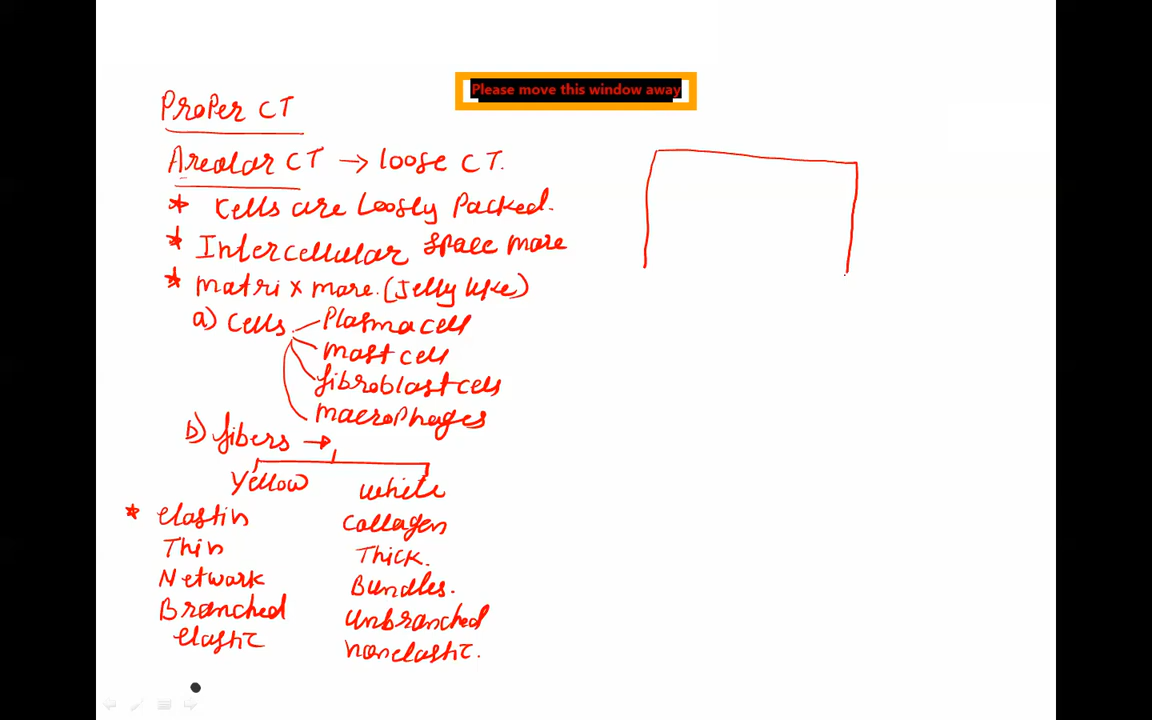 Please move this window away
Proper CT
Areolar CT → loose CT.
* Cells are Loosly Packed.
* Intercellular space more
* matrix more. (Jelly like)
a) Cells Plasma cell
mast cell
fibroblast cells
macrophages
b) fibers →
Yellow White
* elastin Collagen
Thin Thick.
Network Bundles.
Branched Unbranched
elastic nonelastic.